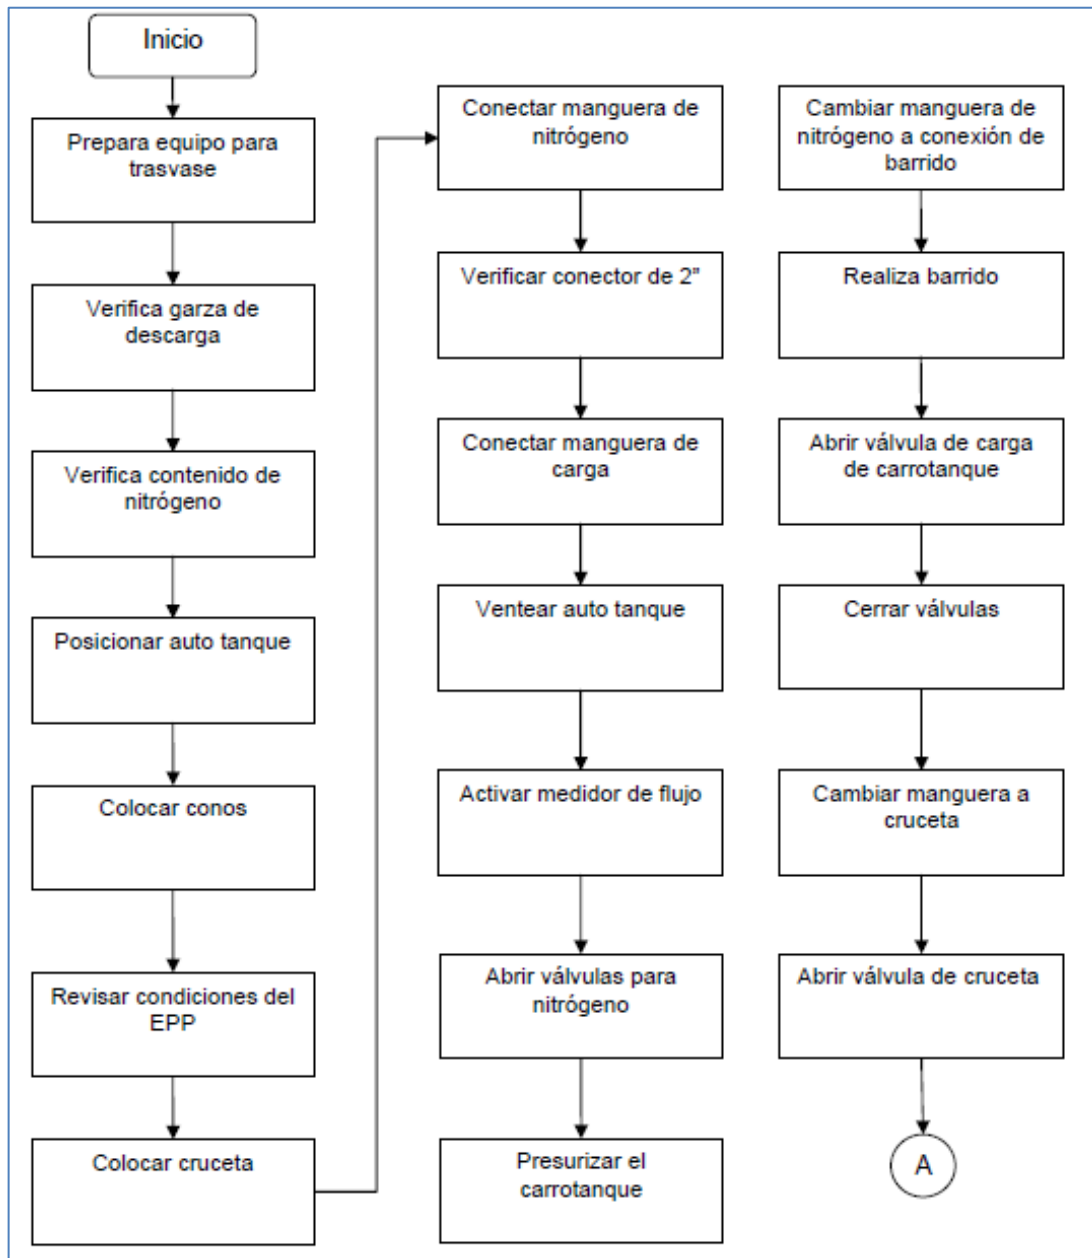 Inicio
Prepara equipo para
trasvase
Verifica garza de
descarga
Verifica contenido de
nitrógeno
Posicionar auto tanque
Colocar conos
Revisar condiciones del
EPP
Colocar cruceta
Conectar manguera de
nitrógeno
Verificar conector de 2"
Conectar manguera de
carga
Ventear auto tanque
Activar medidor de flujo
Abrir válvulas para
nitrógeno
Presurizar el
carrotanque
Cambiar manguera de
nitrógeno a conexión de
barrido
Realiza barrido
Abrir válvula de carga
de carrotanque
Cerrar válvulas
Cambiar manguera a
cruceta
Abrir válvula de cruceta
A